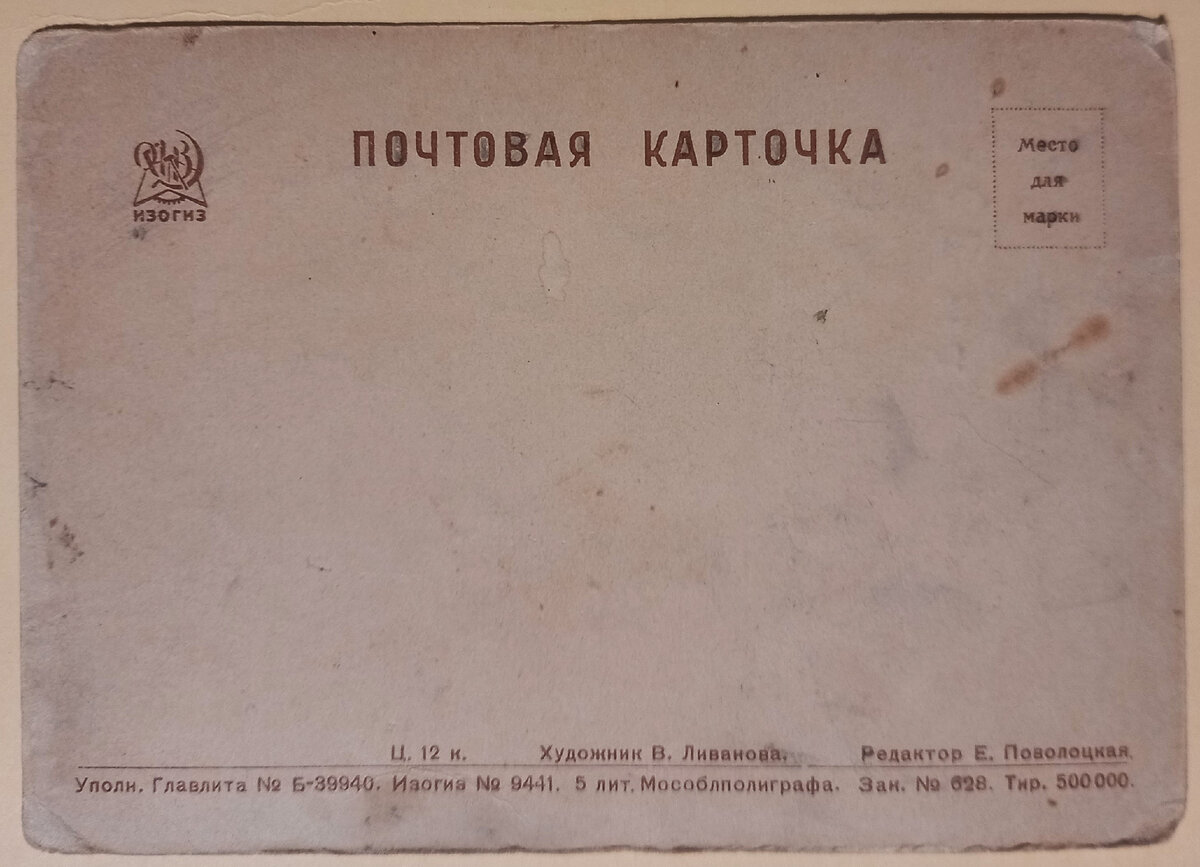 ИЗОГИЗ
ПОЧТОВАЯ КАРТОЧКА
Место
для
марки
Ц. 12 к. Художник В. Ливанова. Редактор Е. Поволоцкая.
Уполн. Главлита № Б-39940. Изогиз № 9441. 5 лит. Мособлполиграфа. Зак. № 628. Тир. 500000.